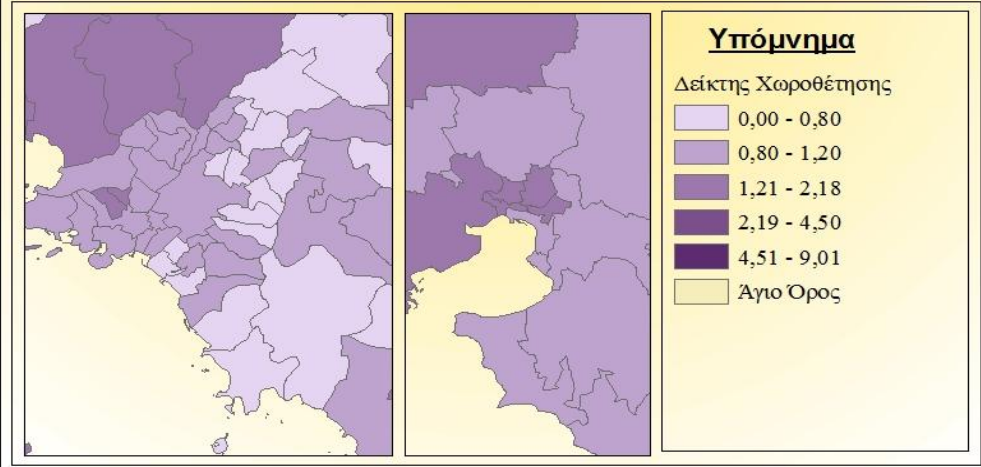 Υπόμνημα
Δείκτης Χωροθέτησης
0,00 - 0,80
0,80 - 1,20
1,21 - 2,18
2,19 - 4,50
4,51 - 9,01
Άγιο Όρος